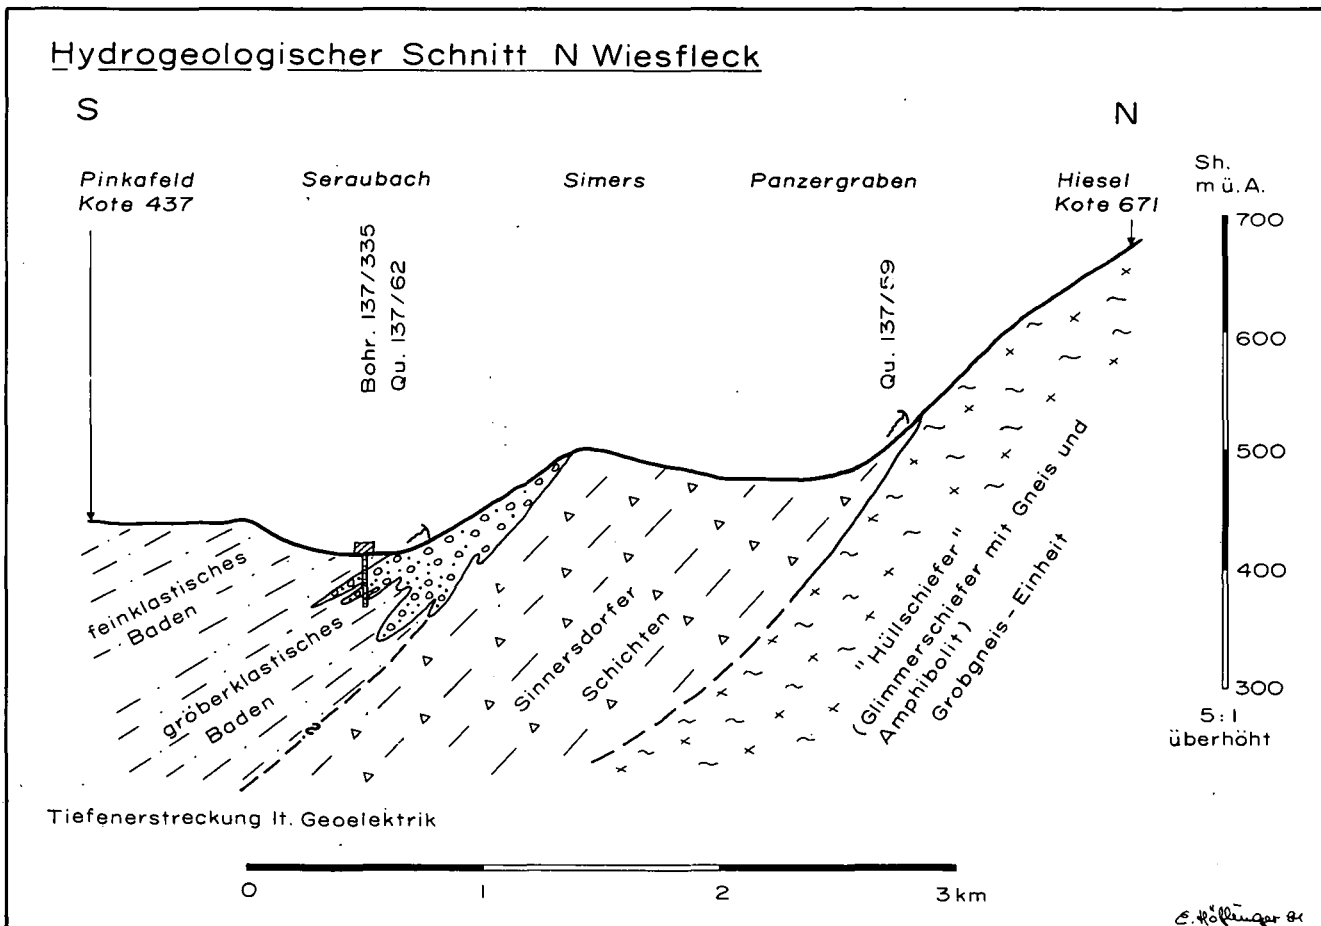 Hydrogeologischer Schnitt N Wiesfleck
S
N
Pinkafeld
Kote 437
Seraubach
Simers
Panzergraben
Hiesel
Kote 671
Sh.
m ü. A.
Bohr. 137/335
Qu. 137/62
Qu. 137/59
700
600
500
400
300
5:1
überhöht
feinklastisches
Baden
gröberklastisches
Baden
?
Sinnersdorfer
Schichten
"Hüllschiefer"
(Glimmerschiefer mit Gneis und
Amphibolit)
Grobgneis-Einheit
Tiefenerstreckung lt. Geoelektrik
0
1
2
3 km